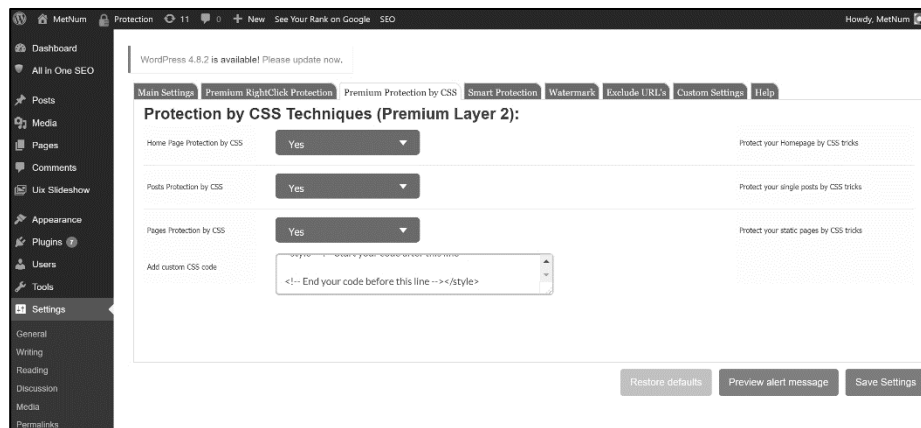 MetNum Protection 11 0 New See Your Rank on Google SEO Howdy, MetNum
Dashboard
All in One SEO
Posts
Media
Pages
Comments
Uix Slideshow
Appearance
Plugins 7
Users
Tools
Settings
General
Writing
Reading
Discussion
Media
Permalinks
WordPress 4.8.2 is available! Please update now.
Main Settings Premium RightClick Protection Premium Protection by CSS Smart Protection Watermark Exclude URL's Custom Settings Help
Protection by CSS Techniques (Premium Layer 2):
Home Page Protection by CSS Yes Protect your Homepage by CSS tricks
Posts Protection by CSS Yes Protect your single posts by CSS tricks
Pages Protection by CSS Yes Protect your static pages by CSS tricks
Add custom CSS code
<!-- End your code before this line --></style>
Restore defaults Preview alert message Save Settings